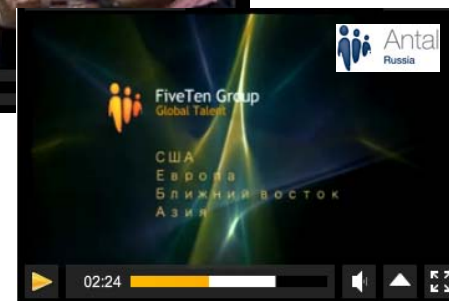 Antal
Russia
FiveTen Group
Global Talent
США
Европа
Ближний восток
Азия
02:24